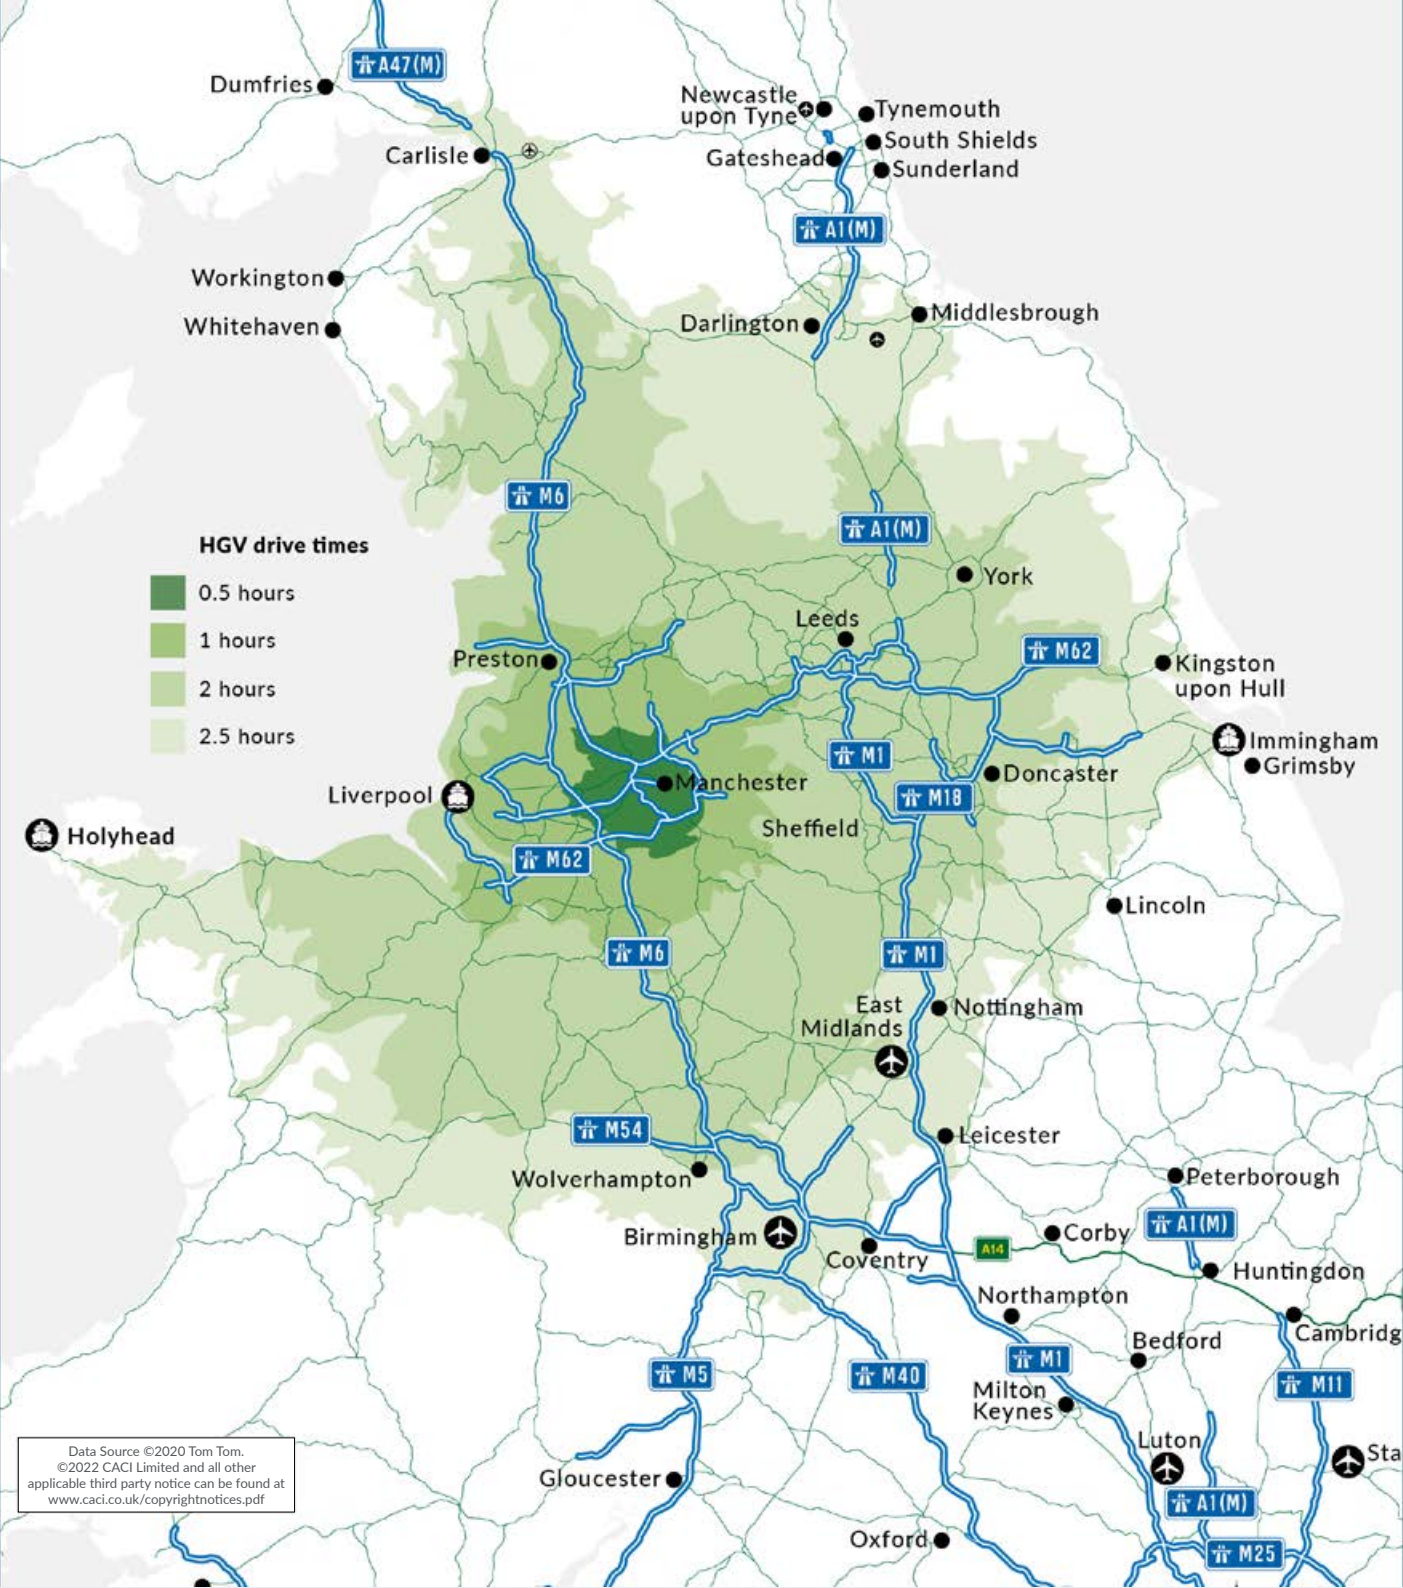 A47(M)
Dumfries
Newcastle
upon Tyne
Tynemouth
South Shields
Carlisle
Gateshead
Sunderland
A1(M)
Workington
Whitehaven
Darlington
Middlesbrough
M6
A1(M)
HGV drive times
0.5 hours
1 hours
2 hours
2.5 hours
York
Leeds
M62
Preston
Kingston
upon Hull
M1
Immingham
Grimsby
Doncaster
Manchester
Liverpool
M18
Holyhead
Sheffield
M62
Lincoln
M6
M1
East
Midlands
Nottingham
M54
Leicester
Wolverhampton
Peterborough
A1(M)
Birmingham
Corby
A14
Coventry
Huntingdon
Northampton
Cambridg
Bedford
M1
M5
M40
M11
Milton
Keynes
Luton
Sta
Data Source ©2020 Tom Tom.
©2022 CACI Limited and all other
applicable third party notice can be found at
www.caci.co.uk/copyrightnotices.pdf
Gloucester
A1(M)
Oxford
M25